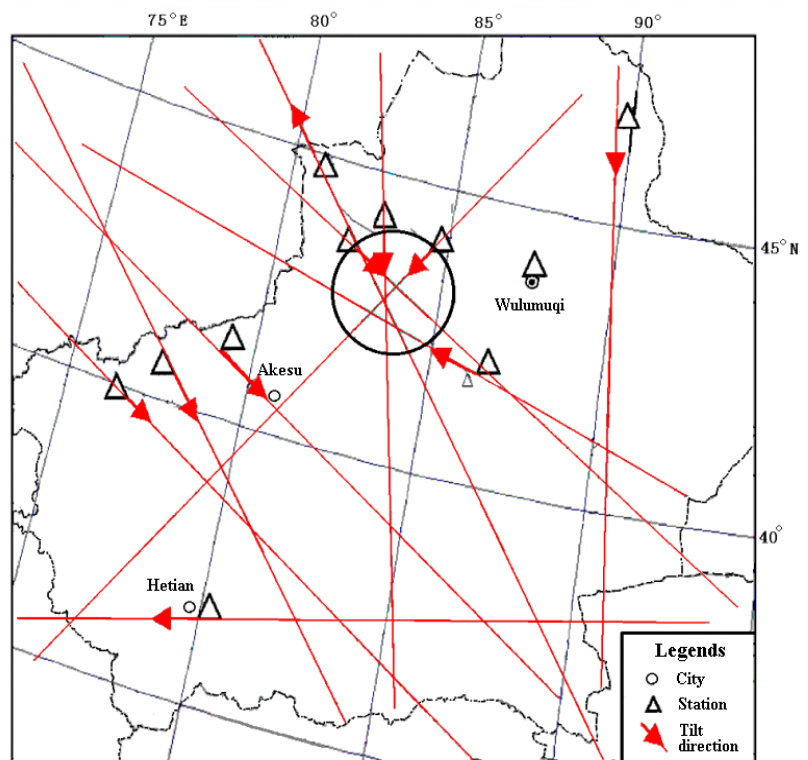 75°E
80°
85°
90°
45°N
Wulumuqi
Akesu
40°
Hetian
Legends
City
Station
Tilt
direction